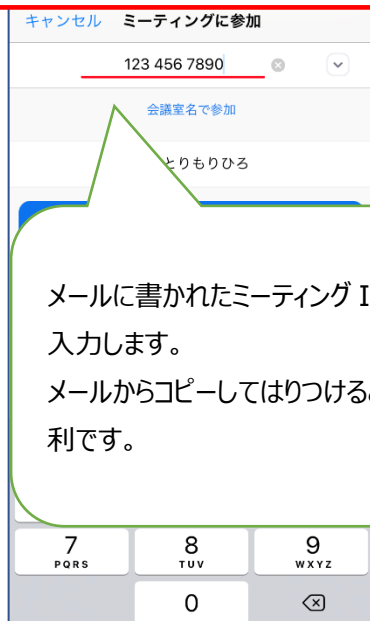 キャンセル ミーティングに参加
123 456 7890
会議室名で参加
とりもりひろ
メールに書かれたミーティング I
入力します。
メールからコピーしてはりつける
利です。
7 8 9
PQRS TUV WXYZ
0